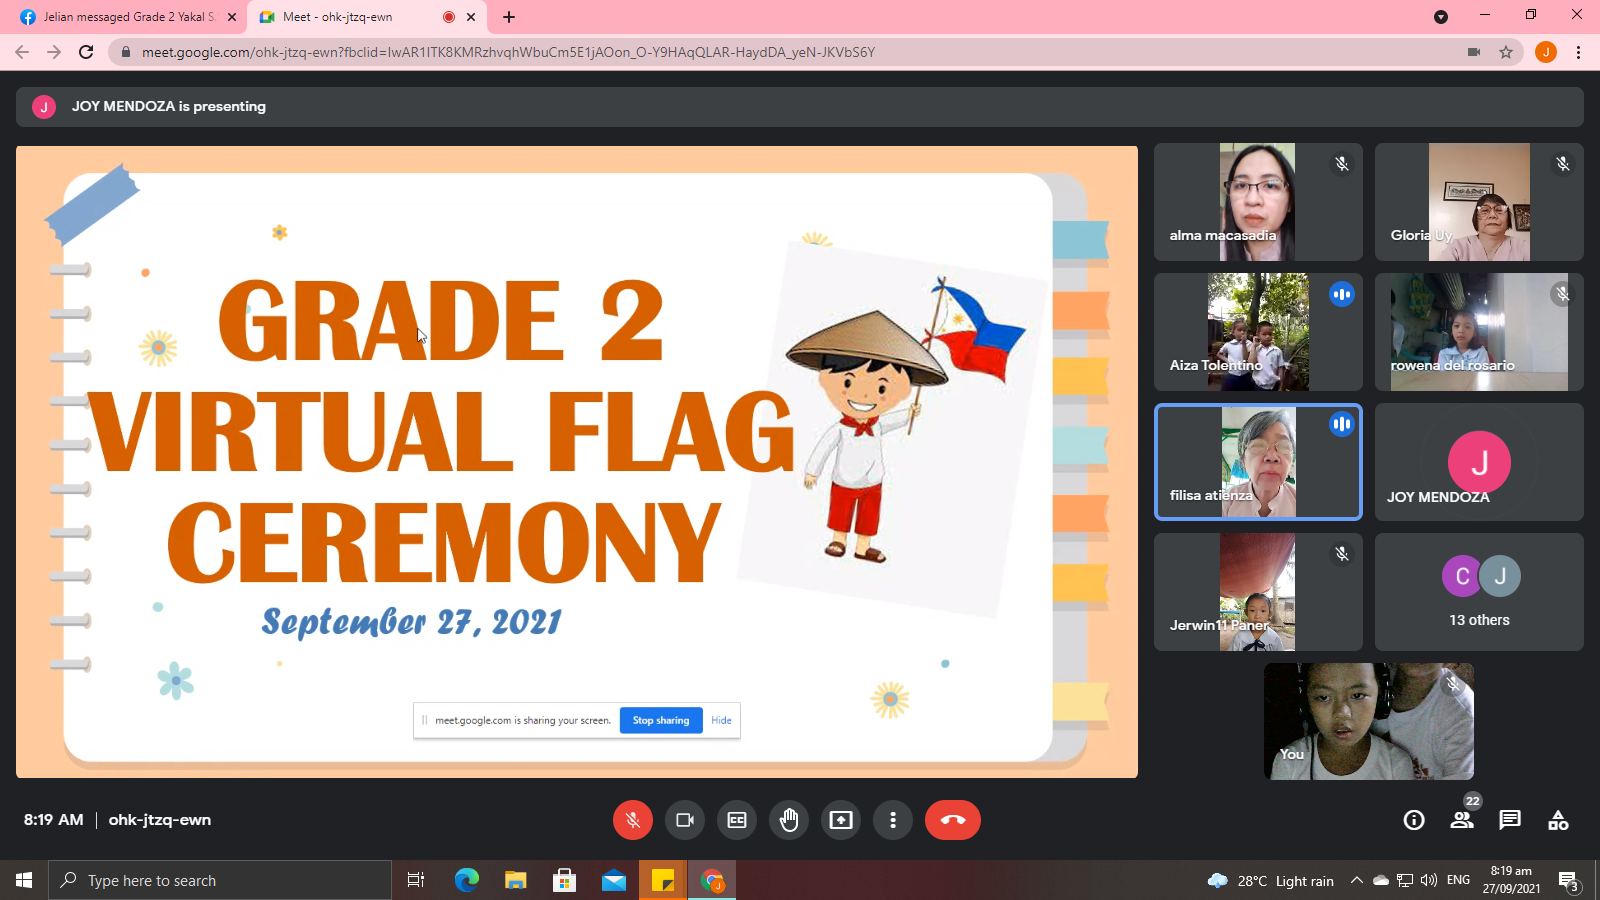 Jelian messaged Grade 2 Yakal S
Meet - ohk-jtzq-ewn
meet.google.com/ohk-jtzq-ewn?fbclid=IwAR1ITK8KMRzhvqhWbuCm5E1jAOon_O-Y9HAqQLAR-HaydDA_yeN-JKVbS6Y
J
J
JOY MENDOZA is presenting
GRADE 2
VIRTUAL FLAG
CEREMONY
September 27, 2021
meet.google.com is sharing your screen.
Stop sharing
Hide
alma macasadia
Gloria Uy
Aiza Tolentino
rowena del rosario
filisa atienza
J
JOY MENDOZA
Jerwin11 Paner
C J
13 others
You
8:19 AM | ohk-jtzq-ewn
22
Type here to search
J
28°C Light rain
ENG
8:19 am
27/09/2021
3